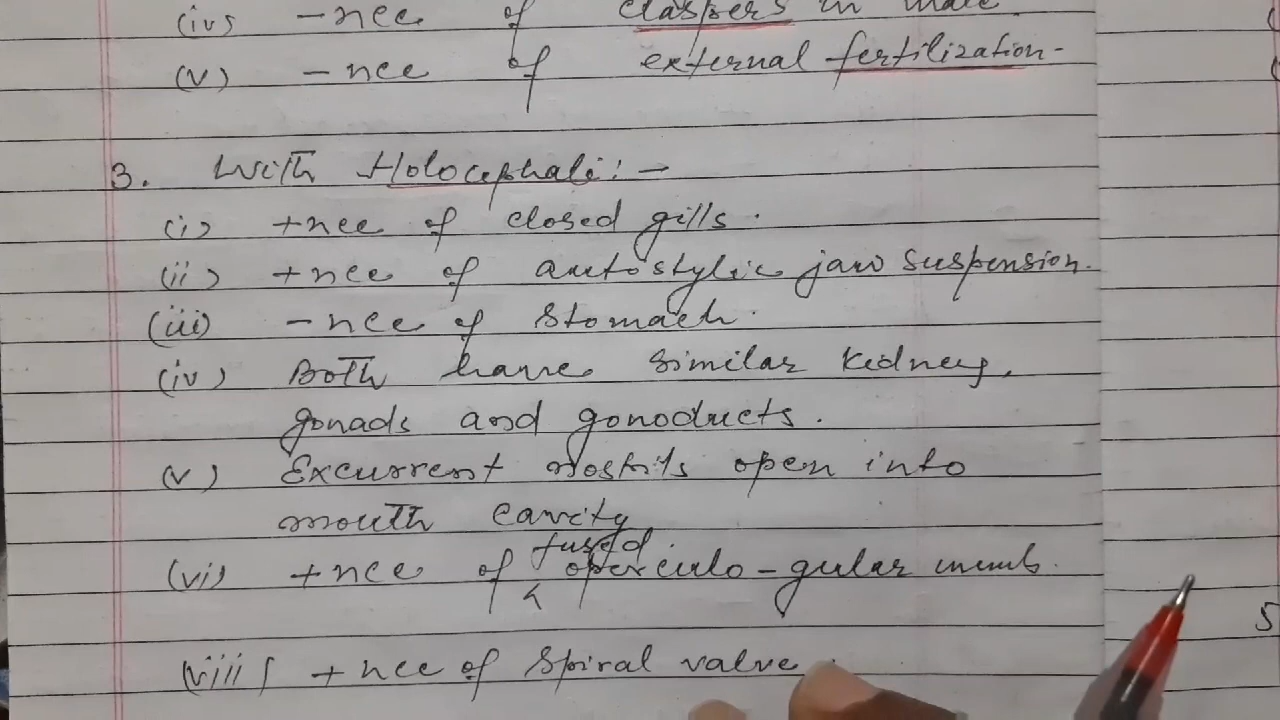 (iv) -nce of claspers in male
(v) -nce of external fertilization-
3. With Holocephali:-
(i) +nce of closed gills.
(ii) +nce of autostylic jaw suspension.
(iii) -nce of stomach.
(iv) Both have similar kidney,
gonads and gonoducts.
(v) Excurrent nostrils open into
mouth cavity
fused
(vi) +nce of operculo-gular memb.
(viii) +nce of spiral valve.
5